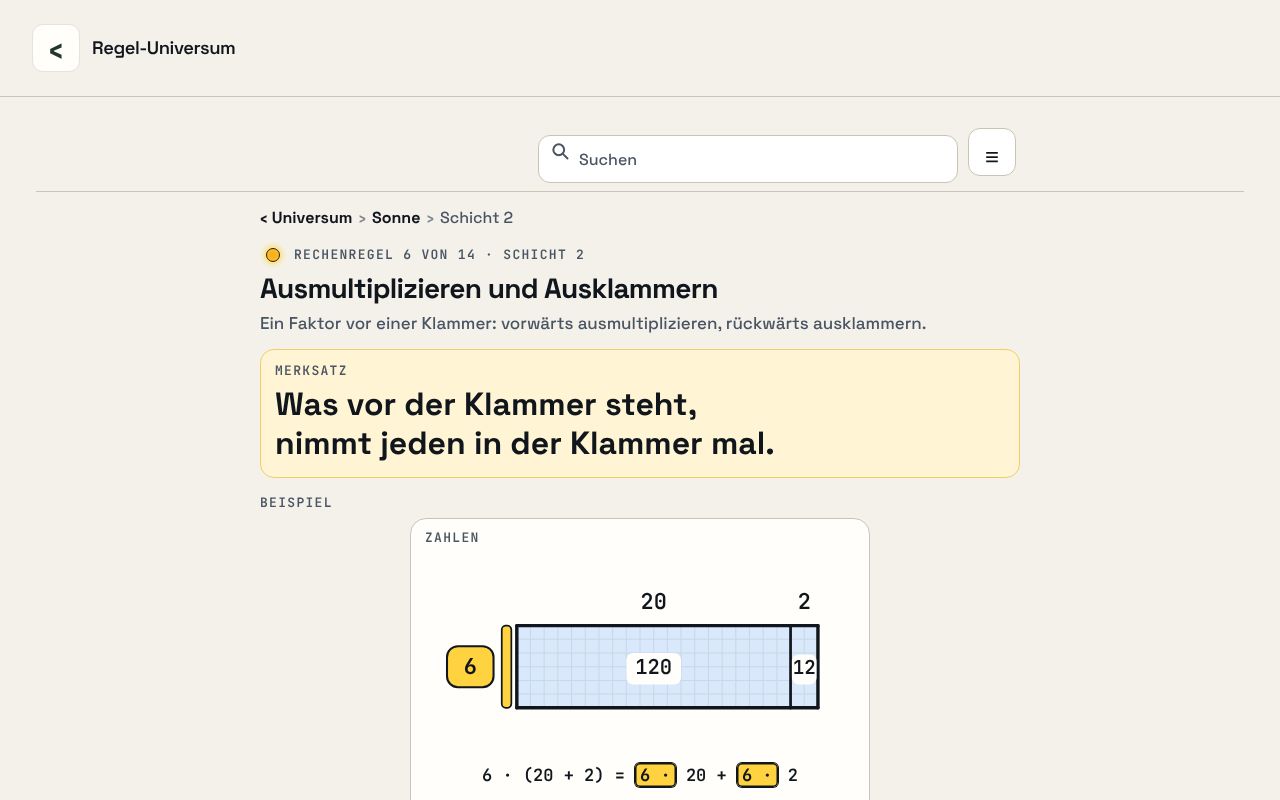 < Regel-Universum
Suchen ≡
< Universum > Sonne > Schicht 2
RECHENREGEL 6 VON 14 · SCHICHT 2
Ausmultiplizieren und Ausklammern
Ein Faktor vor einer Klammer: vorwärts ausmultiplizieren, rückwärts ausklammern.
MERKSATZ
Was vor der Klammer steht,
nimmt jeden in der Klammer mal.
BEISPIEL
ZAHLEN
20 2
6 120 12
6 · (20 + 2) = 6 · 20 + 6 · 2